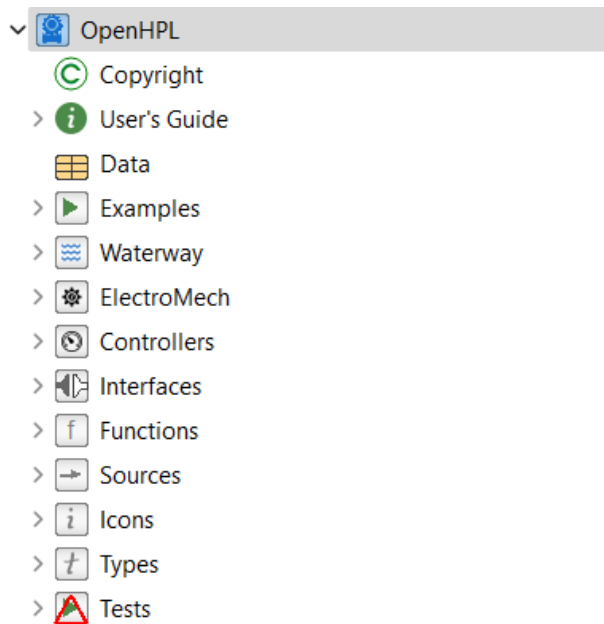 OpenHPL
Copyright
User's Guide
Data
Examples
Waterway
ElectroMech
Controllers
Interfaces
Functions
Sources
Icons
Types
Tests